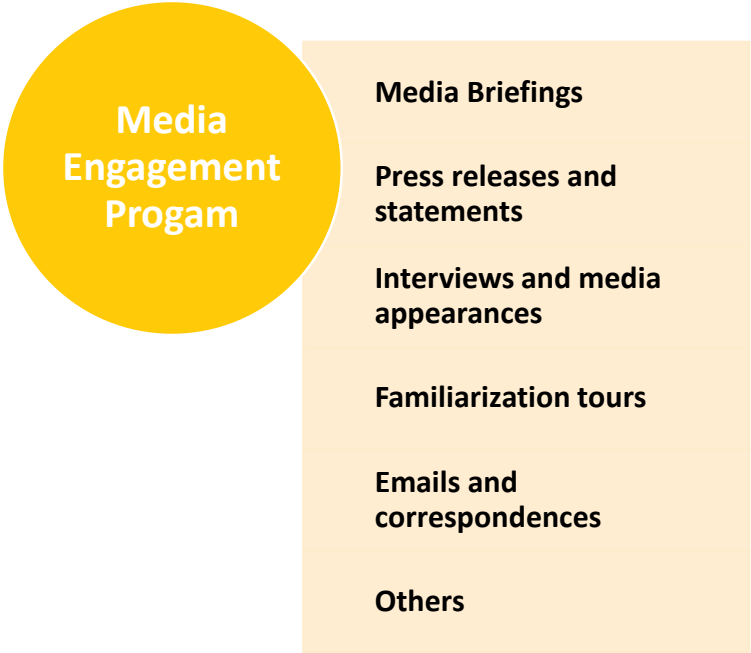 Media
Engagement
Progam
Media Briefings
Press releases and
statements
Interviews and media
appearances
Familiarization tours
Emails and
correspondences
Others